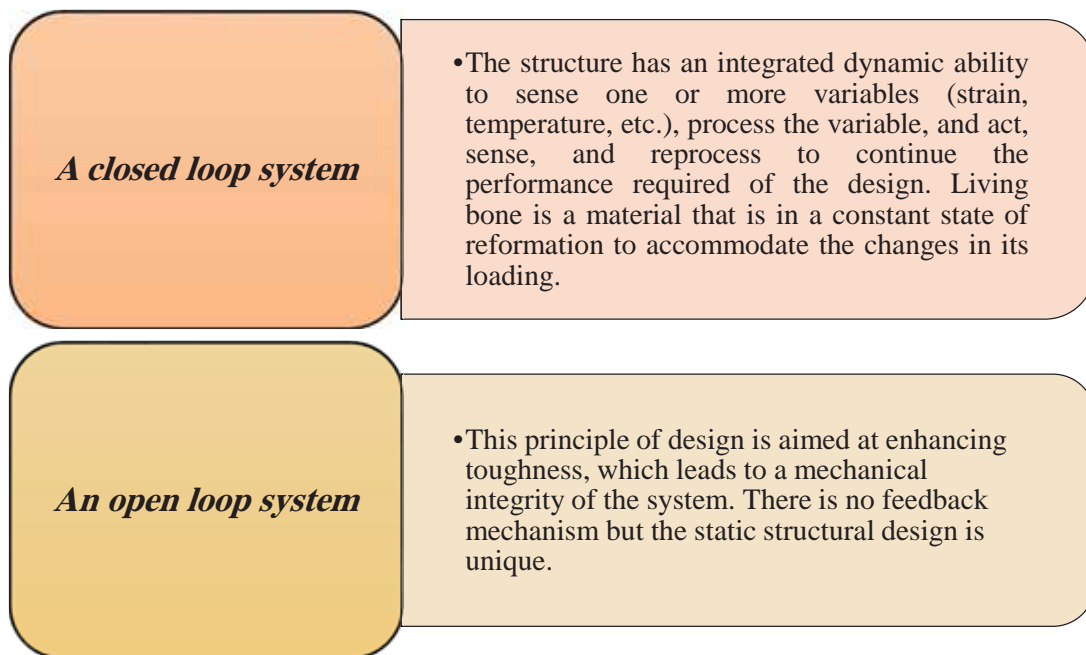 A closed loop system
•The structure has an integrated dynamic ability
to sense one or more variables (strain,
temperature, etc.), process the variable, and act,
sense, and reprocess to continue the
performance required of the design. Living
bone is a material that is in a constant state of
reformation to accommodate the changes in its
loading.
An open loop system
•This principle of design is aimed at enhancing
toughness, which leads to a mechanical
integrity of the system. There is no feedback
mechanism but the static structural design is
unique.